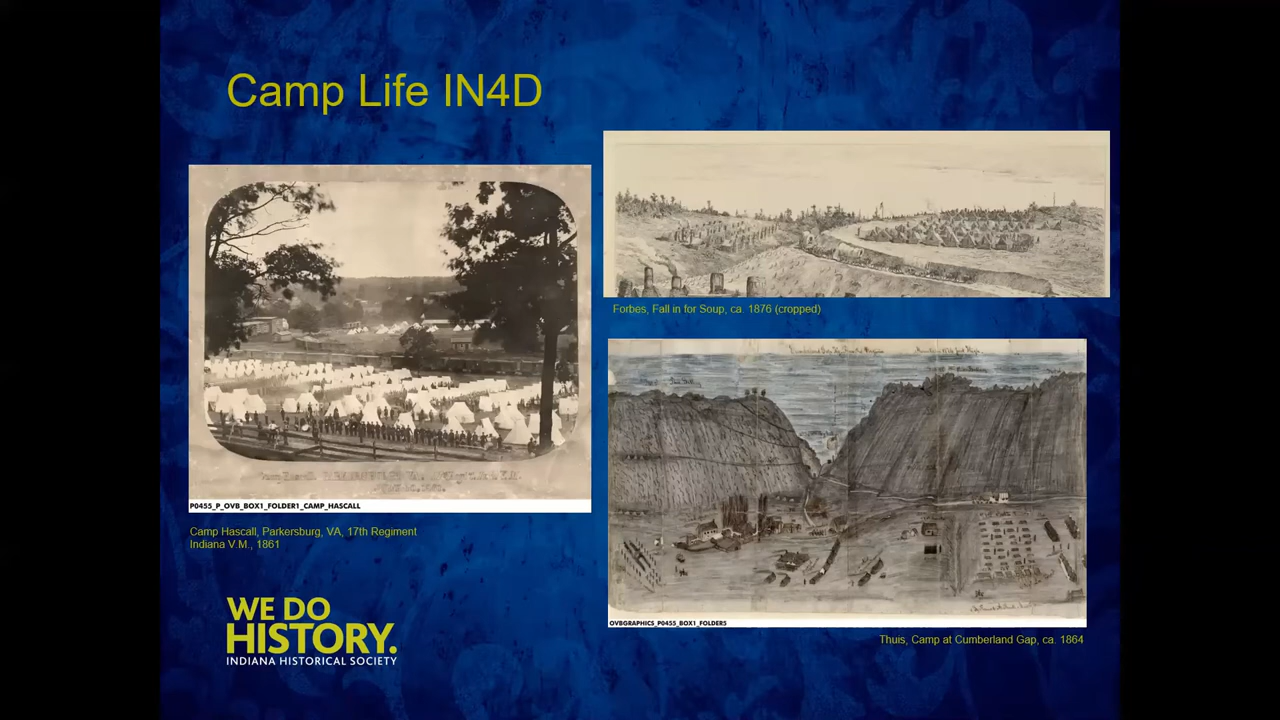 Camp Life IN4D
Forbes, Fall in for Soup, ca. 1876 (cropped)
P0455_P_OVB_BOX1_FOLDER1_CAMP_HASCALL
Camp Hascall, Parkersburg, VA, 17th Regiment
Indiana V.M., 1861
WE DO
HISTORY.
INDIANA HISTORICAL SOCIETY
OVBGRAPHICS_P0455_BOX1_FOLDER5
Thuis, Camp at Cumberland Gap, ca. 1864